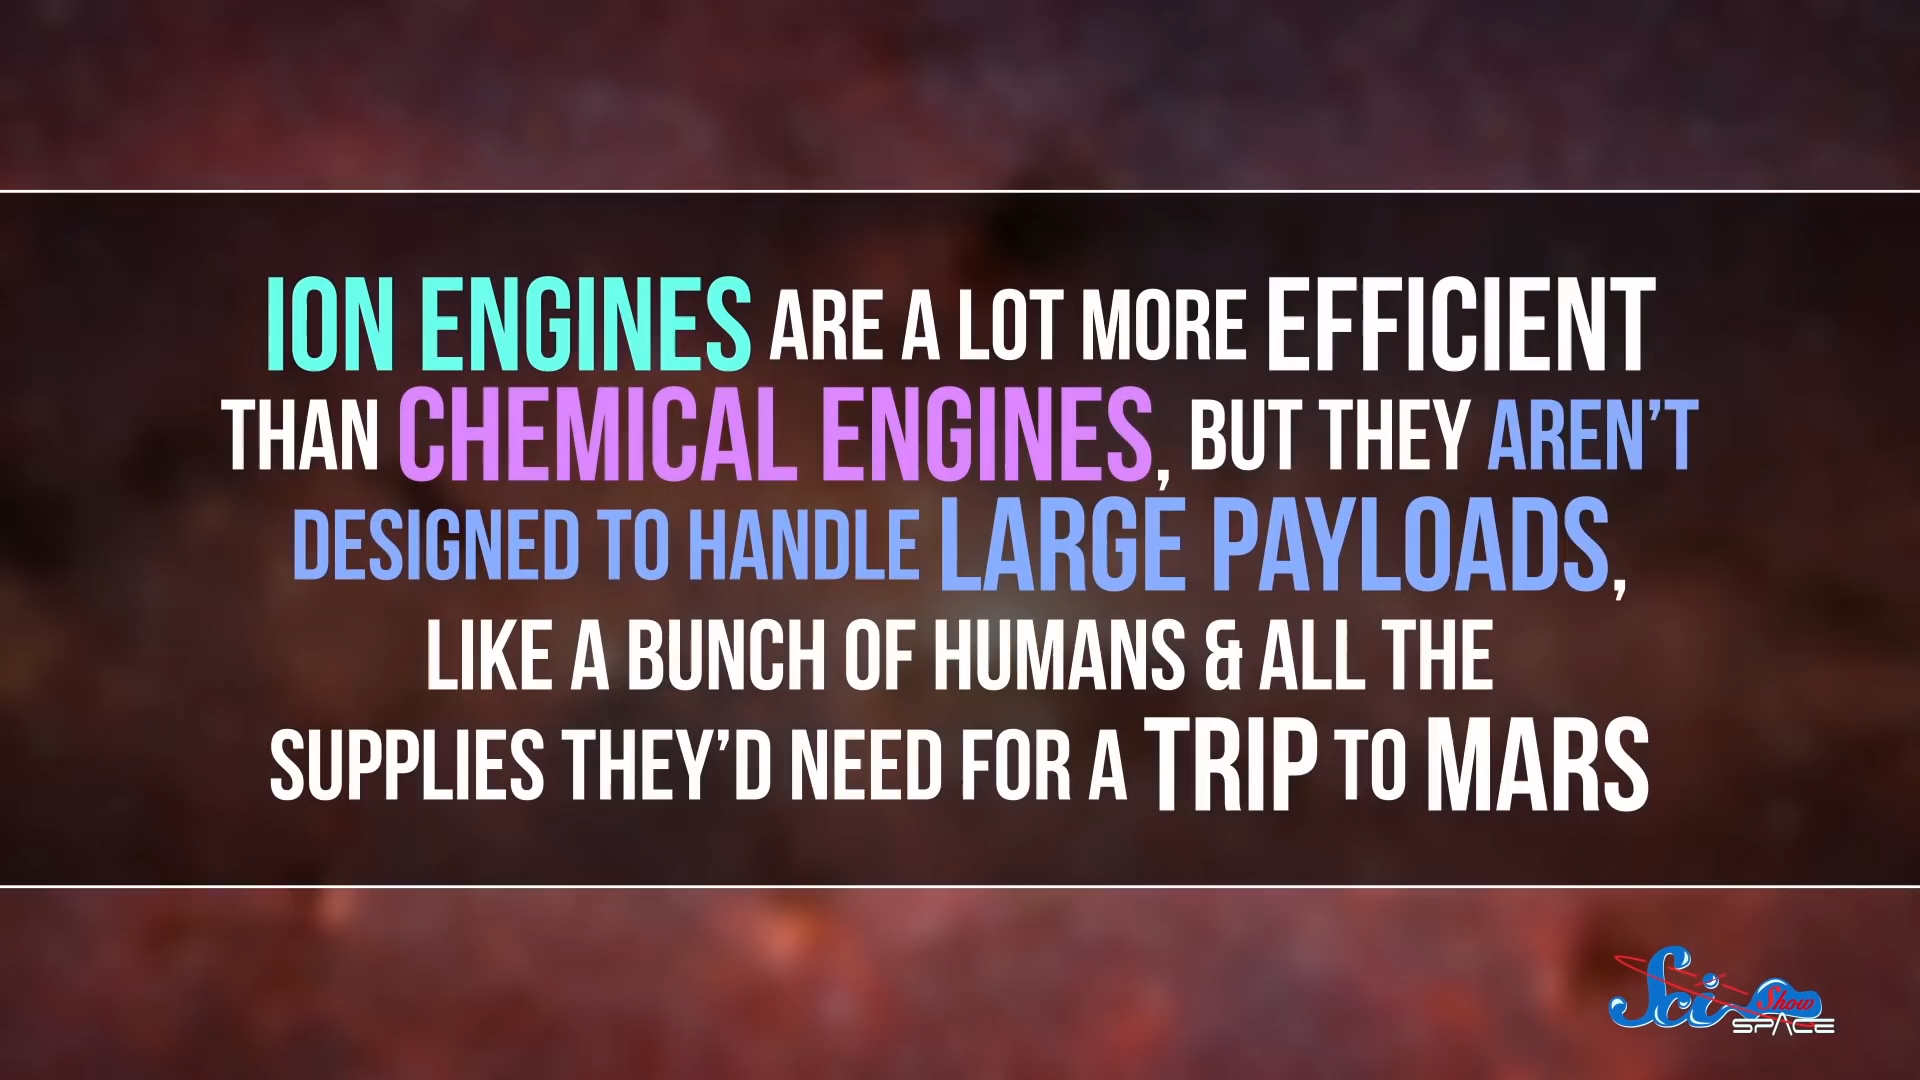 ION ENGINES ARE A LOT MORE EFFICIENT
THAN CHEMICAL ENGINES, BUT THEY AREN'T
DESIGNED TO HANDLE LARGE PAYLOADS,
LIKE A BUNCH OF HUMANS & ALL THE
SUPPLIES THEY'D NEED FOR A TRIP TO MARS
Sci Show
SPACE